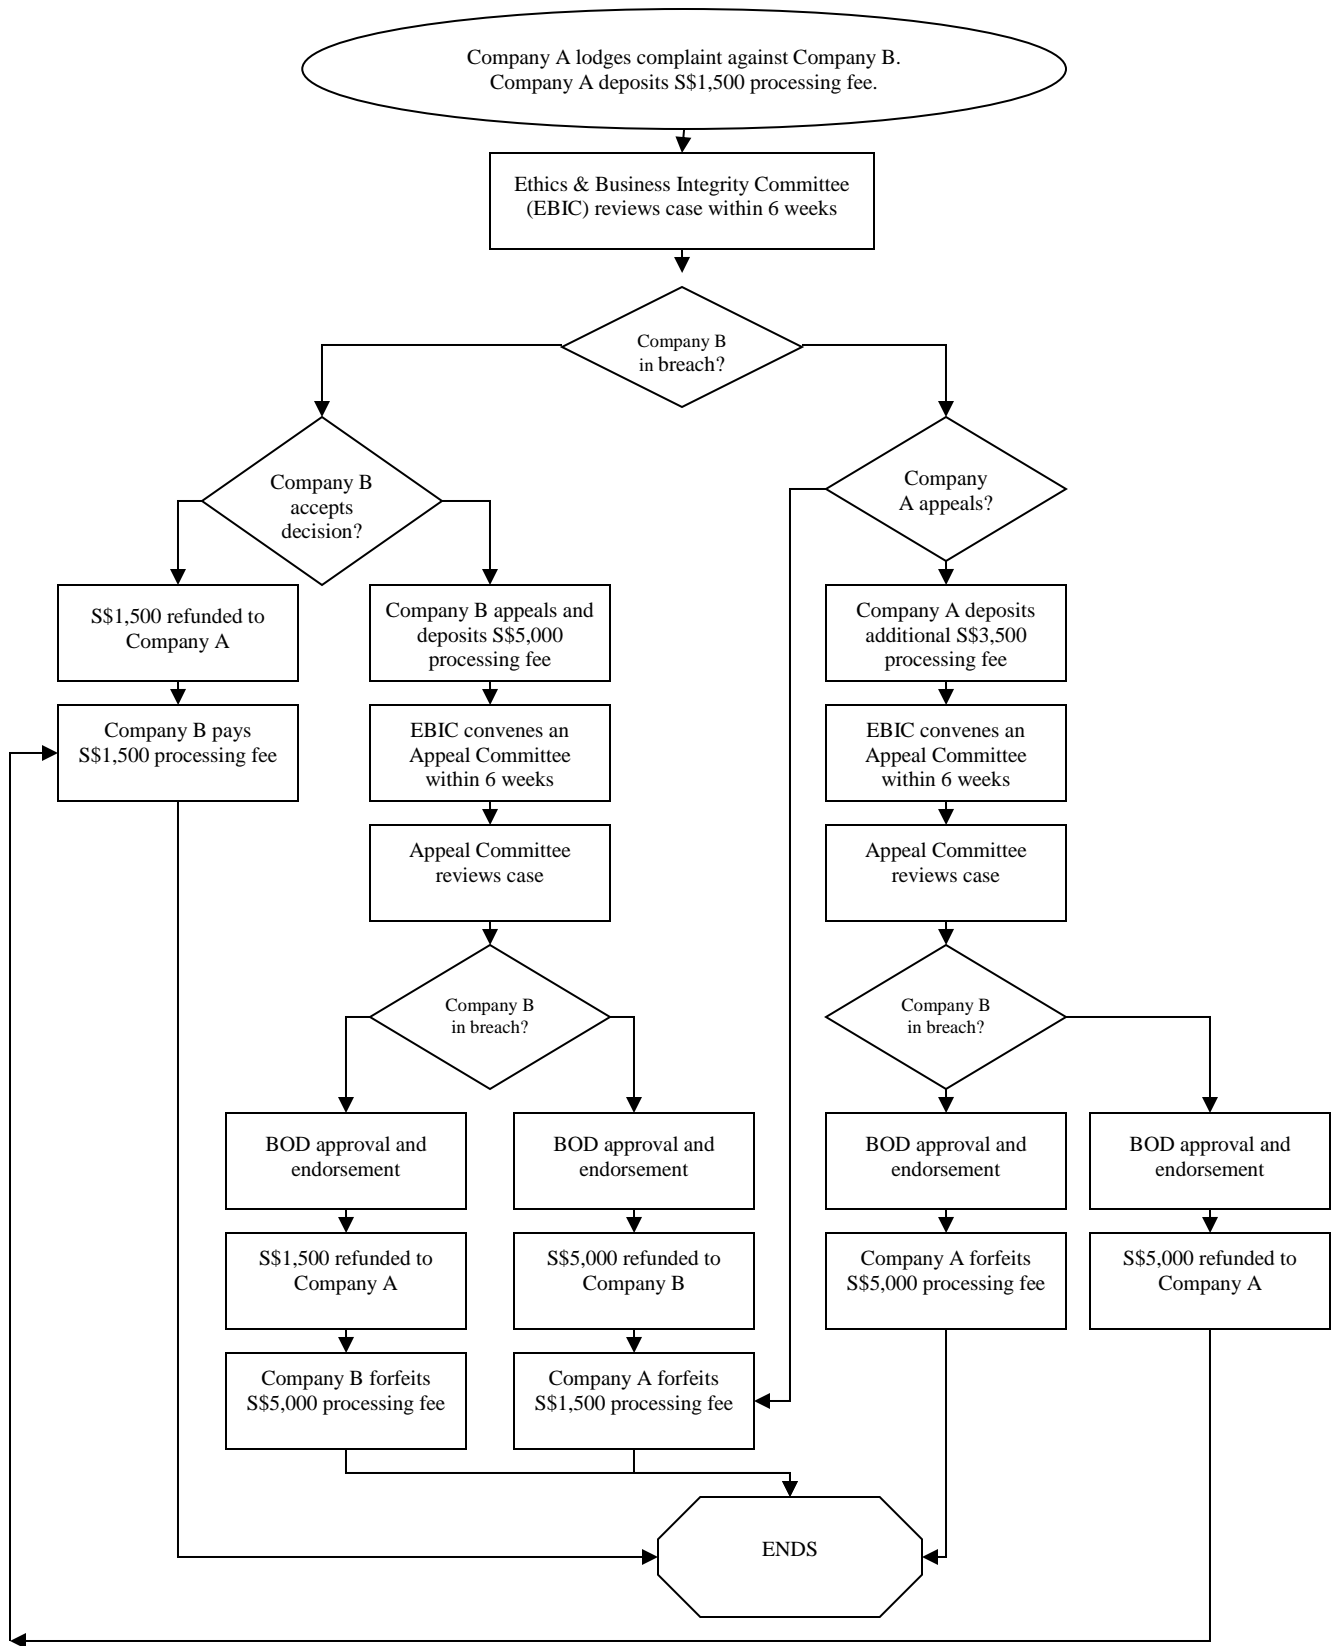 Company A lodges complaint against Company B.
Company A deposits S$1,500 processing fee.
Ethics & Business Integrity Committee
(EBIC) reviews case within 6 weeks
Company B
in breach?
Company B
accepts
decision?
Company
A appeals?
S$1,500 refunded to
Company A
Company B appeals and
deposits S$5,000
processing fee
Company A deposits
additional S$3,500
processing fee
Company B pays
S$1,500 processing fee
EBIC convenes an
Appeal Committee
within 6 weeks
EBIC convenes an
Appeal Committee
within 6 weeks
Appeal Committee
reviews case
Appeal Committee
reviews case
Company B
in breach?
Company B
in breach?
BOD approval and
endorsement
BOD approval and
endorsement
BOD approval and
endorsement
BOD approval and
endorsement
S$1,500 refunded to
Company A
S$5,000 refunded to
Company B
Company A forfeits
S$5,000 processing fee
S$5,000 refunded to
Company A
Company B forfeits
S$5,000 processing fee
Company A forfeits
S$1,500 processing fee
ENDS